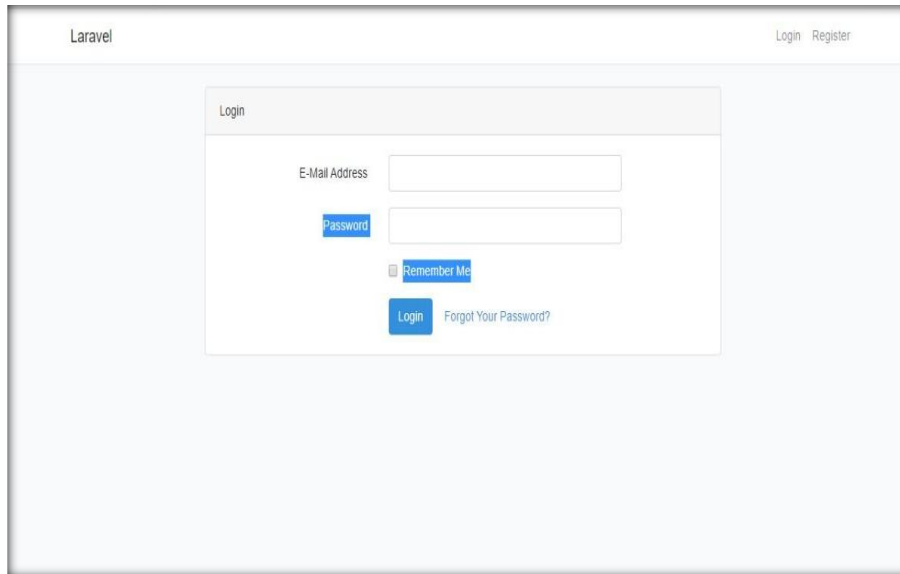 Laravel
Login Register
Login
E-Mail Address
Password
Remember Me
Login Forgot Your Password?